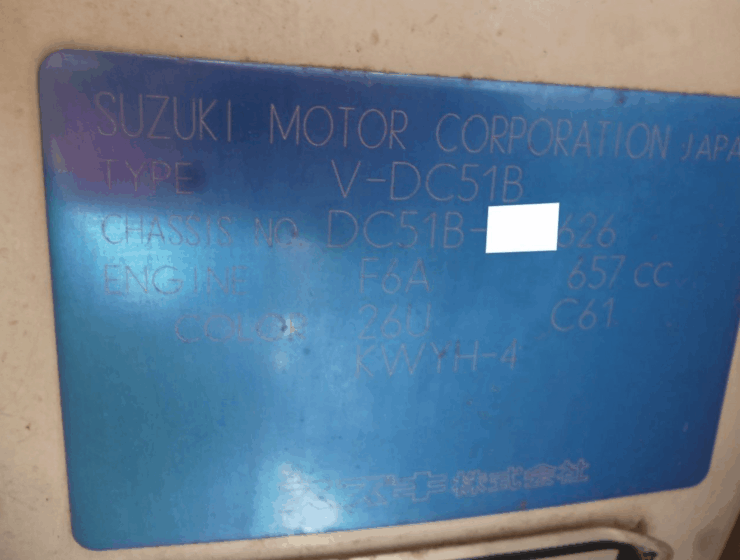 SUZUKI MOTOR CORPORATION JAPA
TYPE V-DC51B
CHASSIS NO. DC51B- 626
ENGINE F6A 657 CC
COLOR 26U C61
KWYH-4
スズキ株式会社